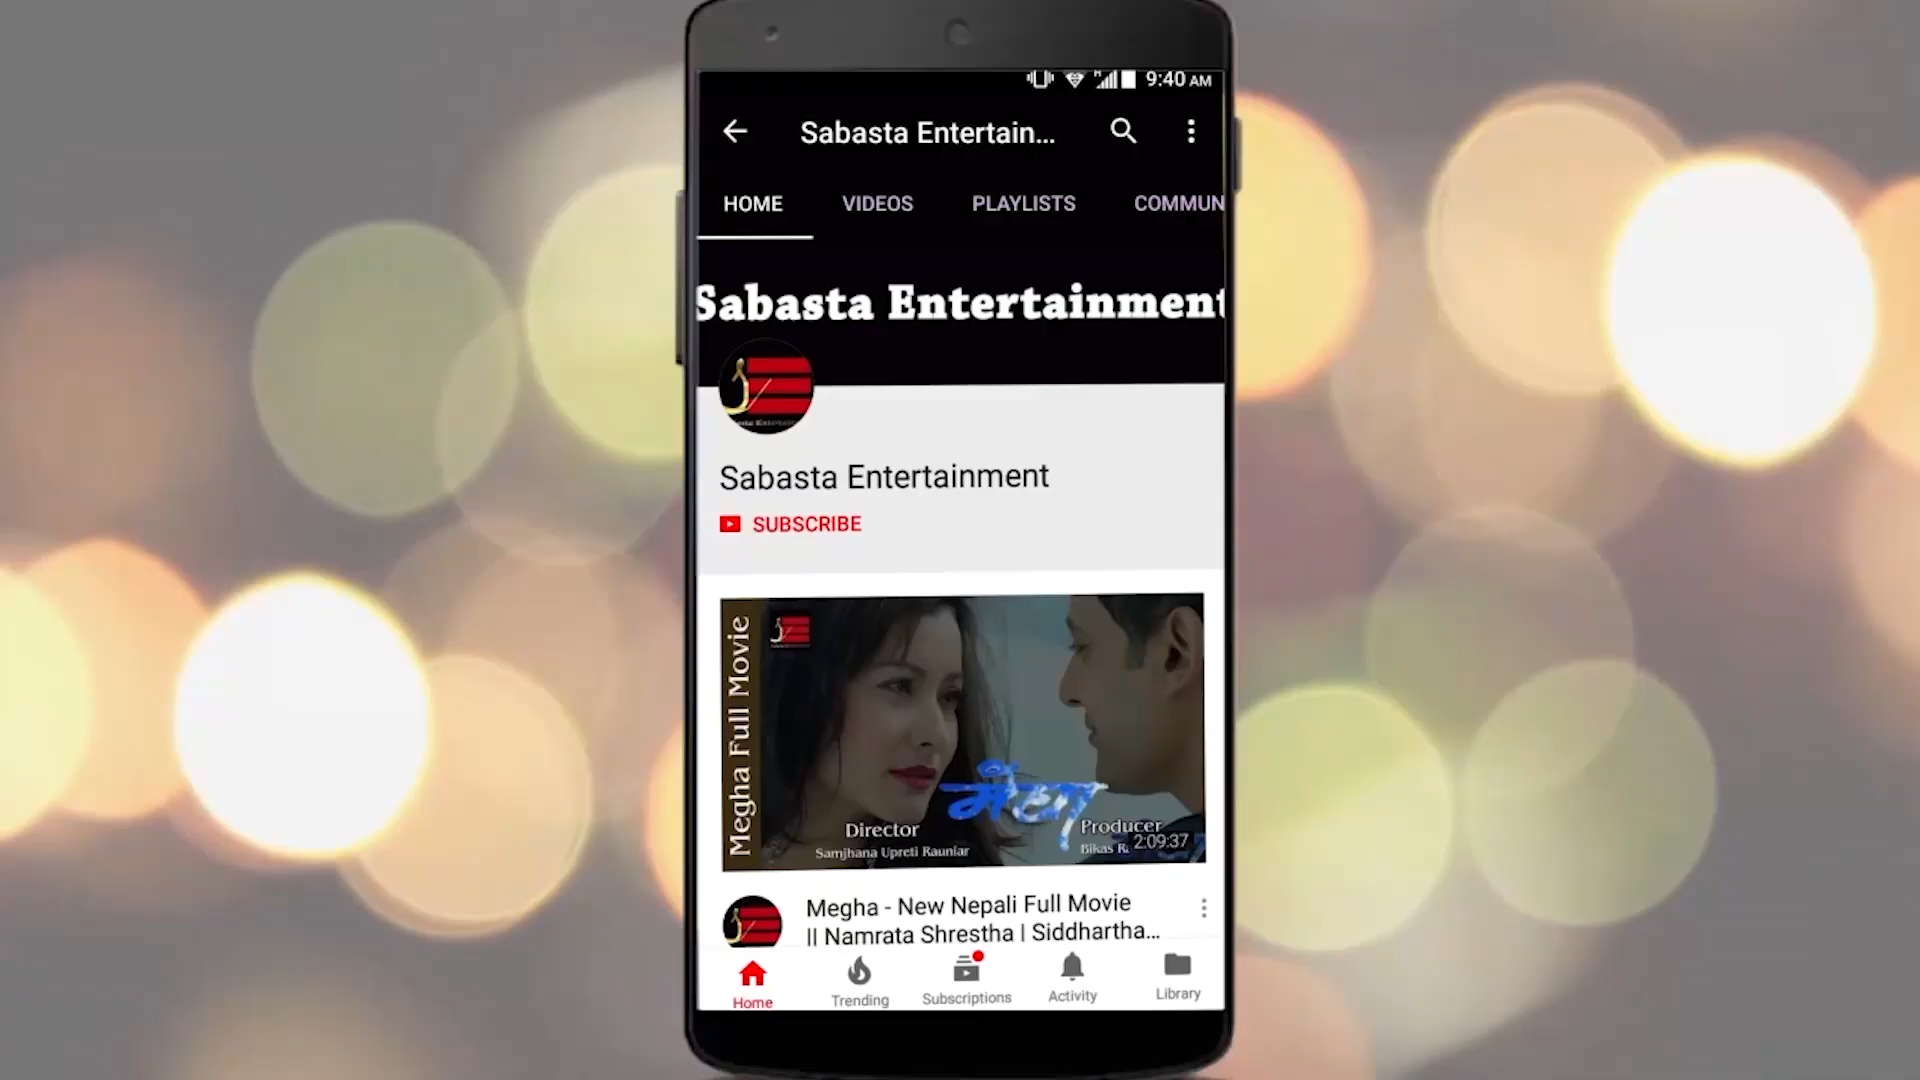 9:40 AM
Sabasta Entertain...
HOME VIDEOS PLAYLISTS COMMUN
Sabasta Entertainment
Sabasta Entertainment
SUBSCRIBE
Megha Full Movie
मेघा
Director
Samjhana Upreti Rauniar
Producer
Bikas
2:09:37
Megha - New Nepali Full Movie
|| Namrata Shrestha | Siddhartha...
Home Trending Subscriptions Activity Library